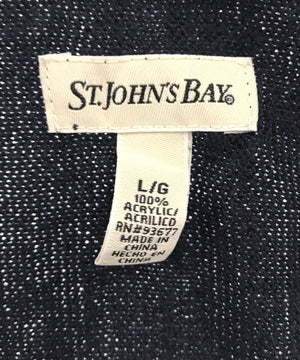 ST. JOHN'S BAY®
L/G
100%
ACRYLIC/
ACRILICO
RN#93677
MADE IN
CHINA
HECHO EN
CHINA